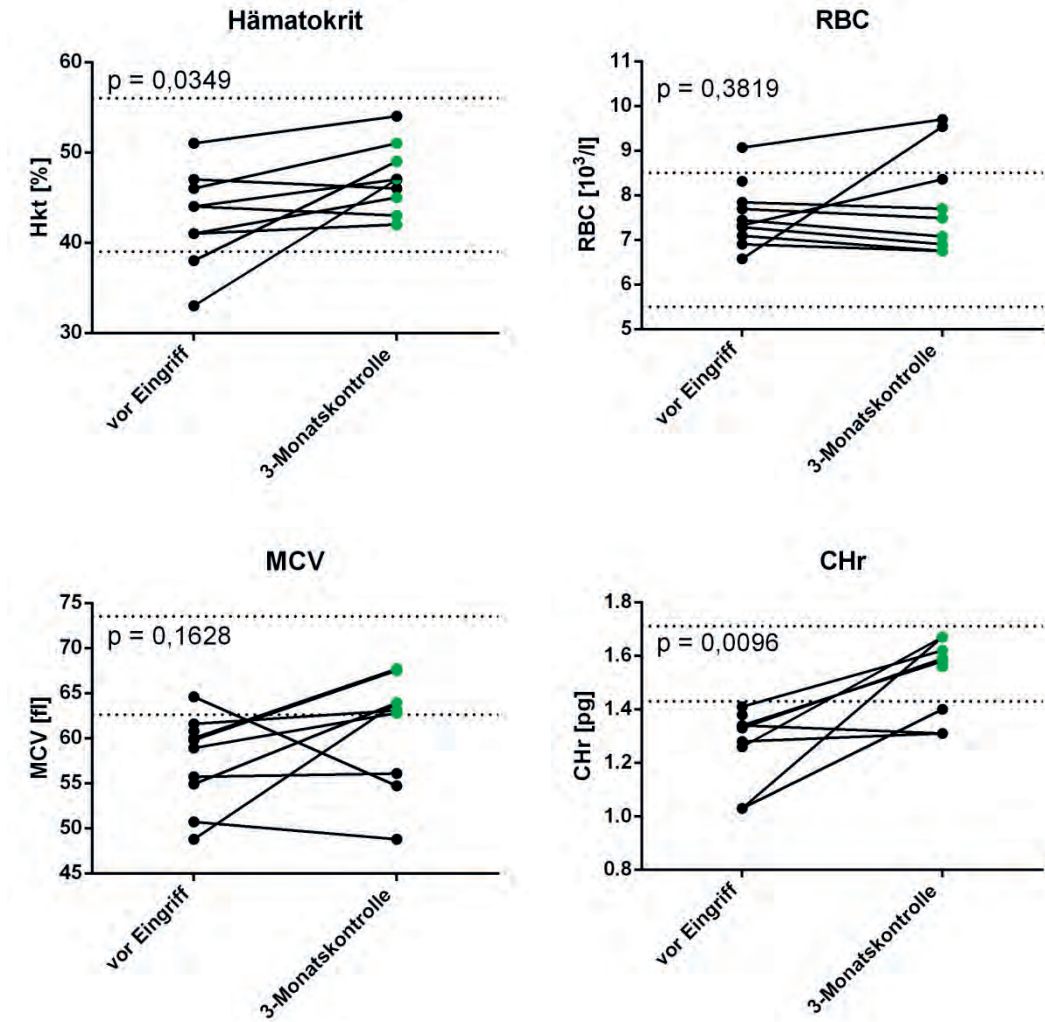 Hämatokrit
60
50
40
30
Hkt [%]
p = 0,0349
vor Eingriff
3-Monatskontrolle
RBC
11
10
9
8
7
6
5
RBC [10³/l]
p = 0,3819
vor Eingriff
3-Monatskontrolle
MCV
75
70
65
60
55
50
45
MCV [fl]
p = 0,1628
vor Eingriff
3-Monatskontrolle
CHr
1.8
1.6
1.4
1.2
1.0
0.8
CHr [pg]
p = 0,0096
vor Eingriff
3-Monatskontrolle